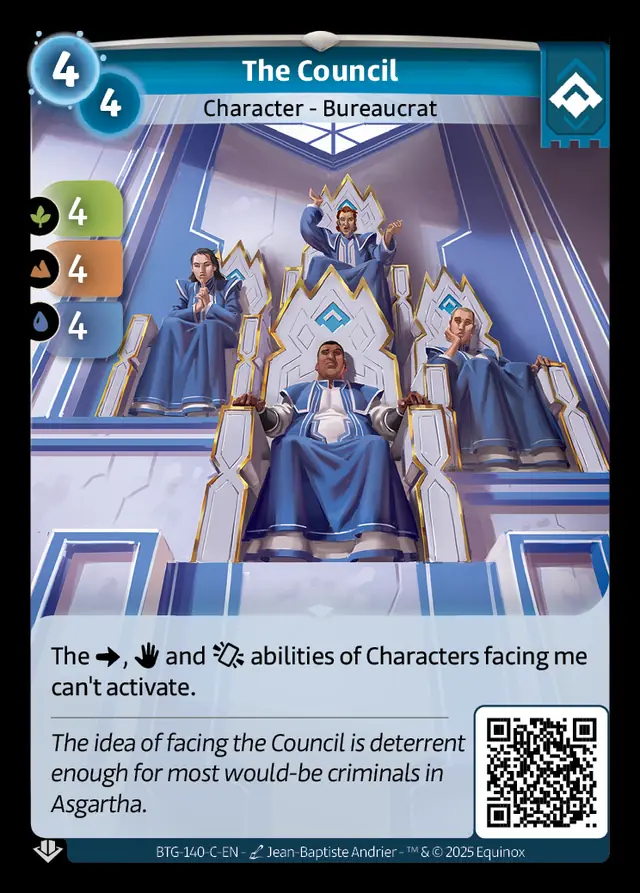 4
The Council
4
Character - Bureaucrat
4
4
4
The , and abilities of Characters facing me
can't activate.
The idea of facing the Council is deterrent
enough for most would-be criminals in
Asgartha.
BTG-140-C-EN - Jean-Baptiste Andrier - ™ & © 2025 Equinox